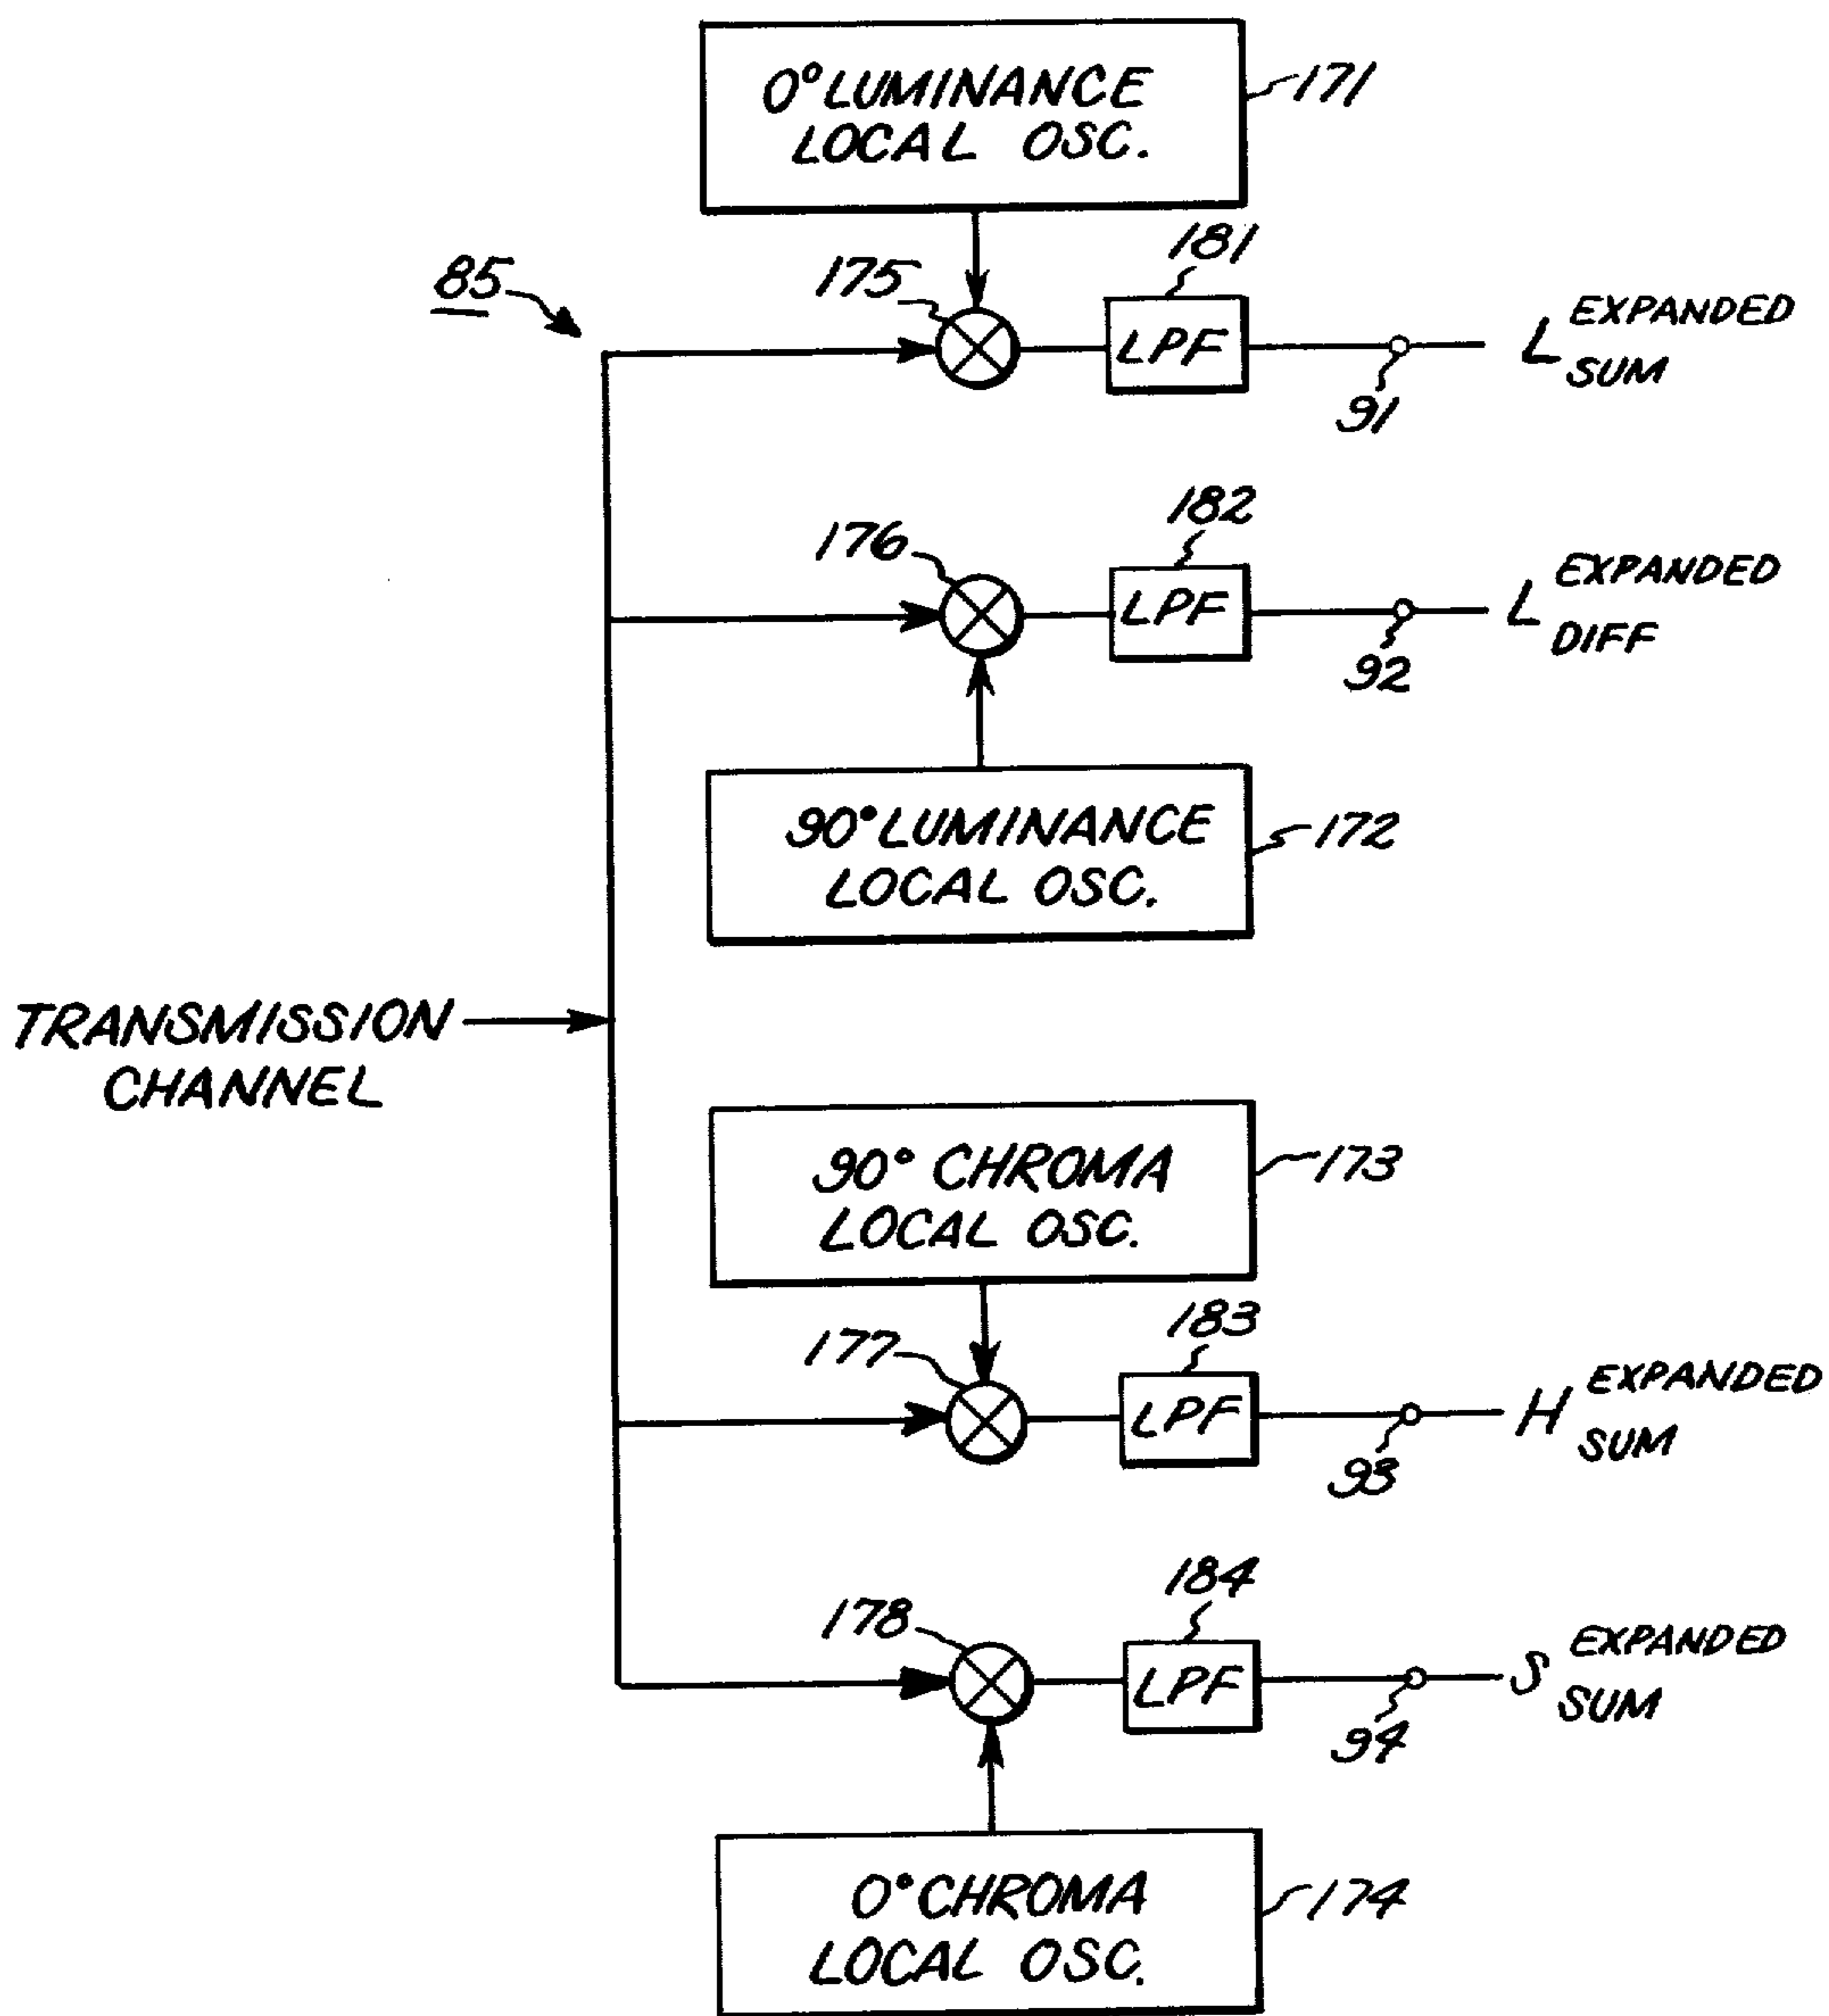 0° LUMINANCE
LOCAL OSC.
171
85
175
181
LPF
91
L EXPANDED
SUM
176
182
LPF
92
L EXPANDED
DIFF
90° LUMINANCE
LOCAL OSC.
172
TRANSMISSION
CHANNEL
90° CHROMA
LOCAL OSC.
173
177
183
LPF
93
H EXPANDED
SUM
178
184
LPF
94
S EXPANDED
SUM
0° CHROMA
LOCAL OSC.
174